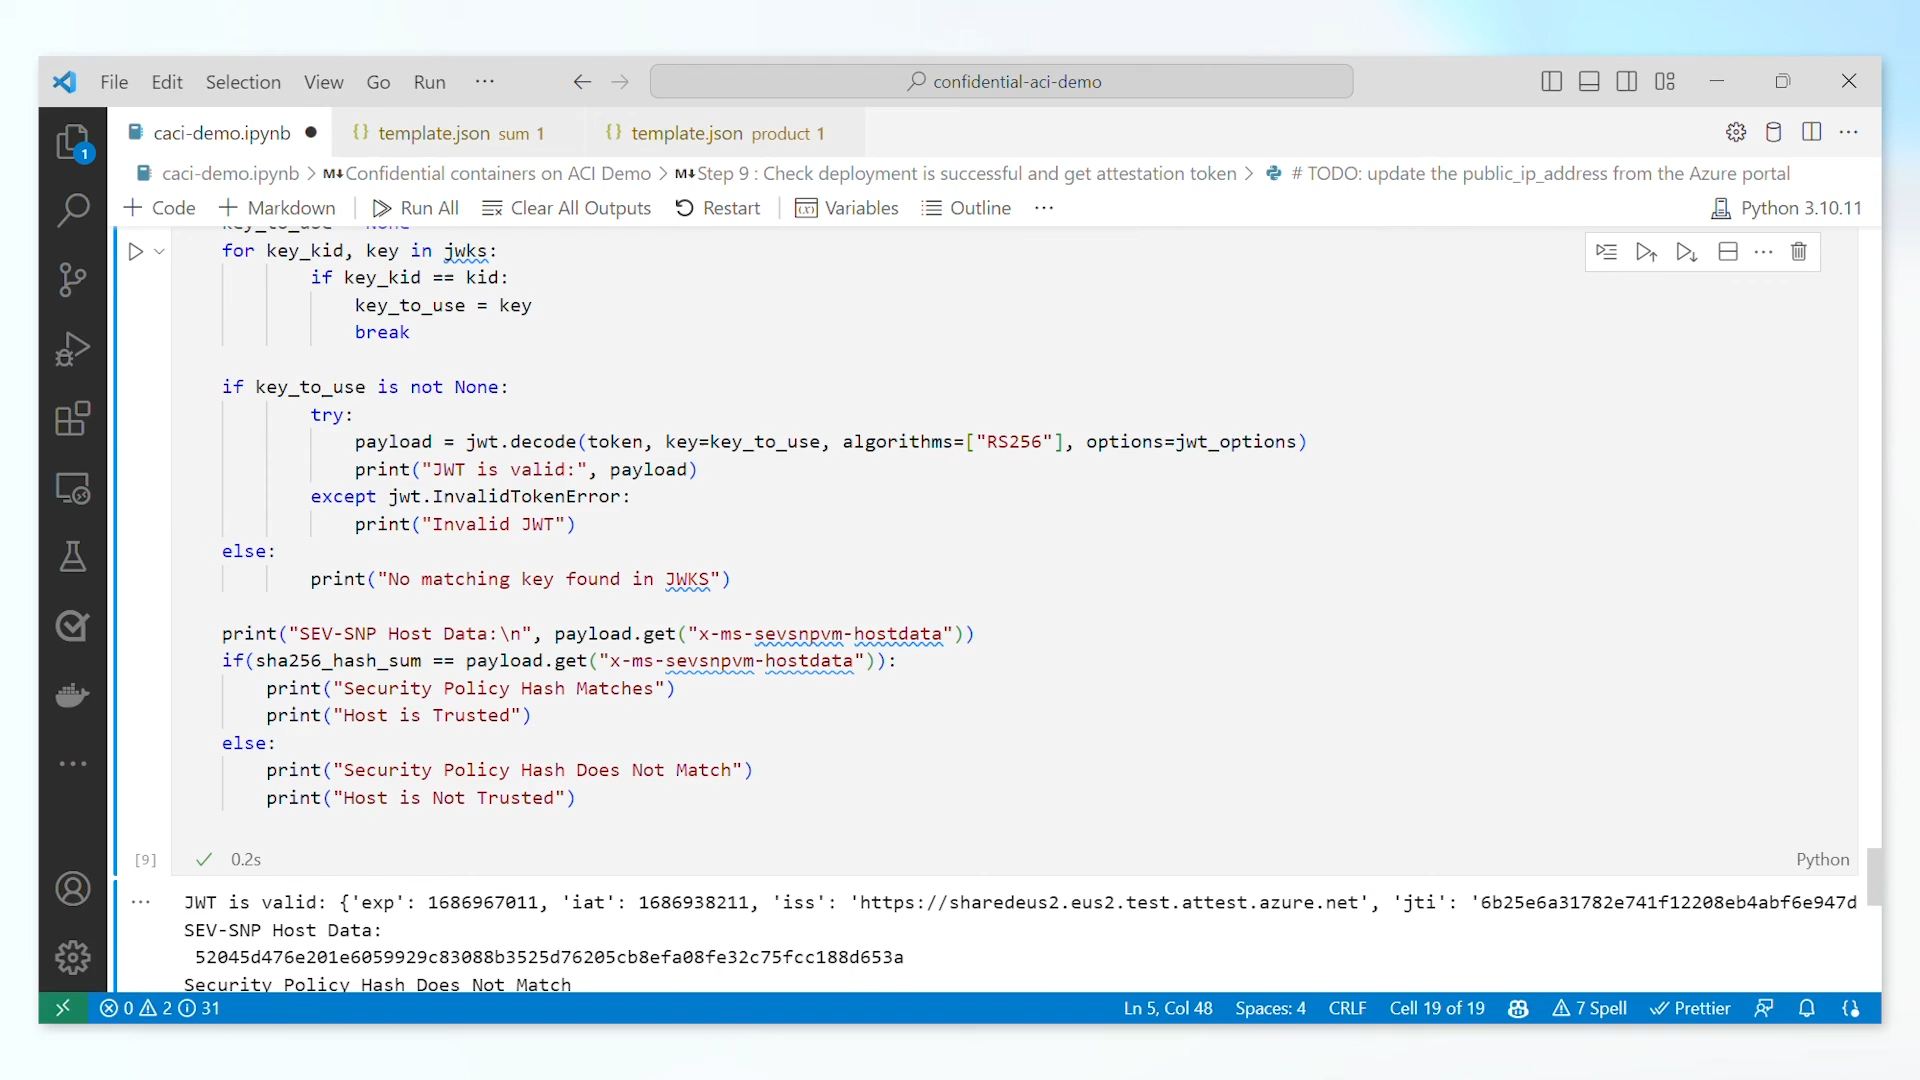 File Edit Selection View Go Run ··· confidential-aci-demo
caci-demo.ipynb ● {} template.json sum 1 {} template.json product 1
caci-demo.ipynb > M↓Confidential containers on ACI Demo > M↓Step 9 : Check deployment is successful and get attestation token > # TODO: update the public_ip_address from the Azure portal
+ Code + Markdown Run All Clear All Outputs Restart Variables Outline ··· Python 3.10.11
key_to_use = None
for key_kid, key in jwks:
if key_kid == kid:
key_to_use = key
break
if key_to_use is not None:
try:
payload = jwt.decode(token, key=key_to_use, algorithms=["RS256"], options=jwt_options)
print("JWT is valid:", payload)
except jwt.InvalidTokenError:
print("Invalid JWT")
else:
print("No matching key found in JWKS")
print("SEV-SNP Host Data:\n", payload.get("x-ms-sevsnpvm-hostdata"))
if(sha256_hash_sum == payload.get("x-ms-sevsnpvm-hostdata")):
print("Security Policy Hash Matches")
print("Host is Trusted")
else:
print("Security Policy Hash Does Not Match")
print("Host is Not Trusted")
[9] ✓ 0.2s Python
··· JWT is valid: {'exp': 1686967011, 'iat': 1686938211, 'iss': 'https://sharedeus2.eus2.test.attest.azure.net', 'jti': '6b25e6a31782e741f12208eb4abf6e947d
SEV-SNP Host Data:
52045d476e201e6059929c83088b3525d76205cb8efa08fe32c75fcc188d653a
Security Policy Hash Does Not Match
0 2 31 Ln 5, Col 48 Spaces: 4 CRLF Cell 19 of 19 7 Spell Prettier
1